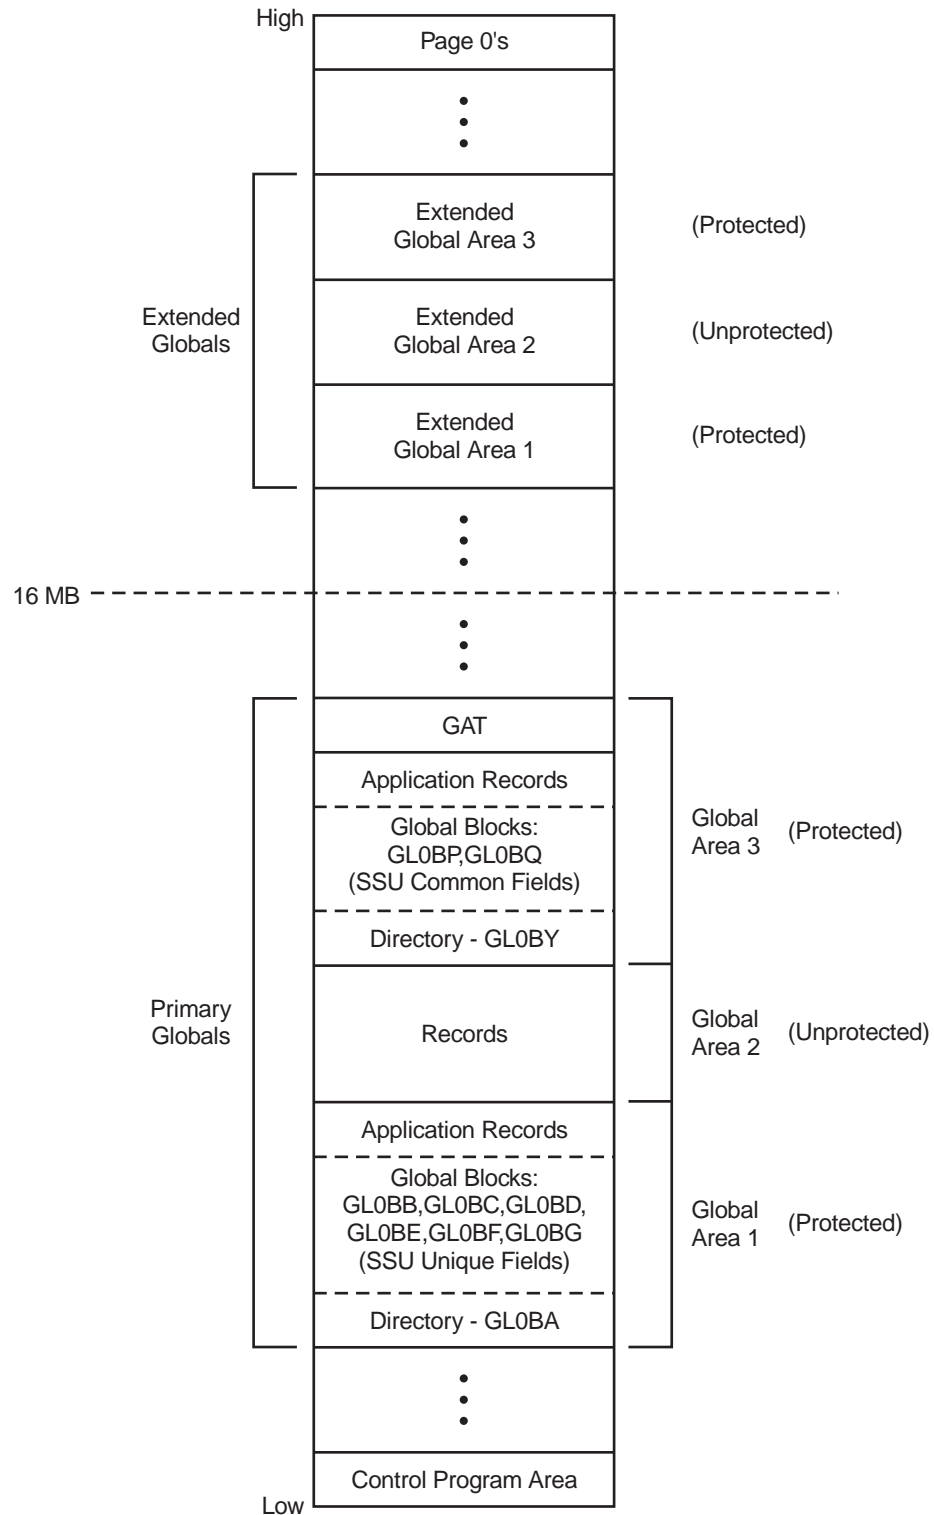 High
Page 0's
Extended
Global Area 3
(Protected)
Extended
Globals
Extended
Global Area 2
(Unprotected)
Extended
Global Area 1
(Protected)
16 MB
GAT
Application Records
Global Blocks:
GL0BP,GL0BQ
(SSU Common Fields)
Global
Area 3
(Protected)
Directory - GL0BY
Primary
Globals
Records
Global
Area 2
(Unprotected)
Application Records
Global Blocks:
GL0BB,GL0BC,GL0BD,
GL0BE,GL0BF,GL0BG
(SSU Unique Fields)
Global
Area 1
(Protected)
Directory - GL0BA
Control Program Area
Low